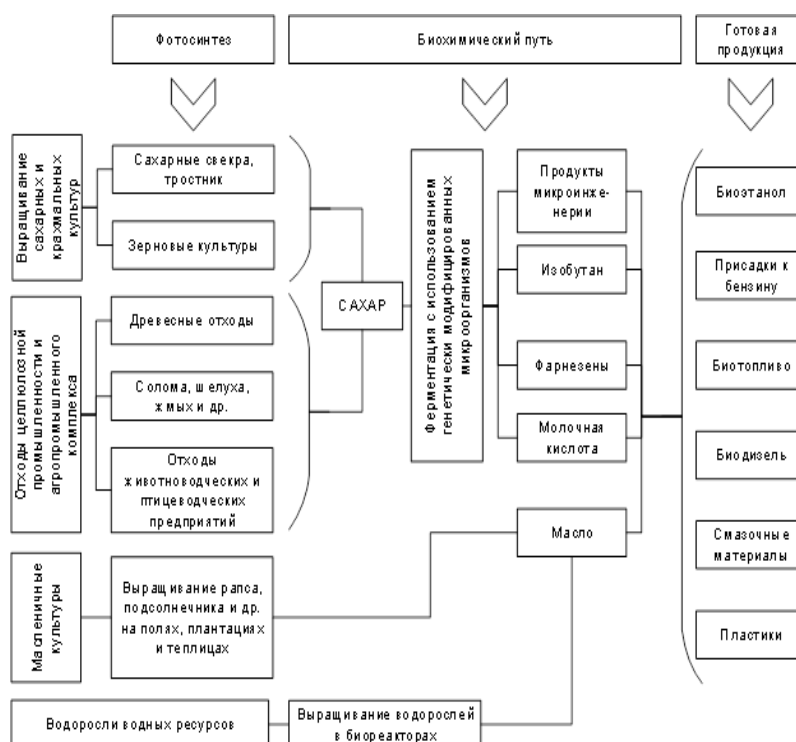 Фотосинтез
Биохимический путь
Готовая
продукция
Выращивание
сахарных и
крахмальных
культур
Сахарные свекра,
тростник
Зерновые культуры
Отходы целлюлозной
промышленности и
агропромышленного
комплекса
Древесные отходы
Солома, шелуха,
жмых и др.
Отходы
животноводческих и
птицеводческих
предприятий
САХАР
Ферментация с использованием
генетически модифицированных
микроорганизмов
Продукты
микроинже-
нерии
Изобутан
Фарнезены
Молочная
кислота
Масло
Биоэтанол
Присадки к
бензину
Биотопливо
Биодизель
Смазочные
материалы
Пластики
Масленичные
культуры
Выращивание рапса,
подсолнечника и др.
на полях, плантациях
и теплицах
Водоросли водных ресурсов
Выращивание водорослей
в биореакторах